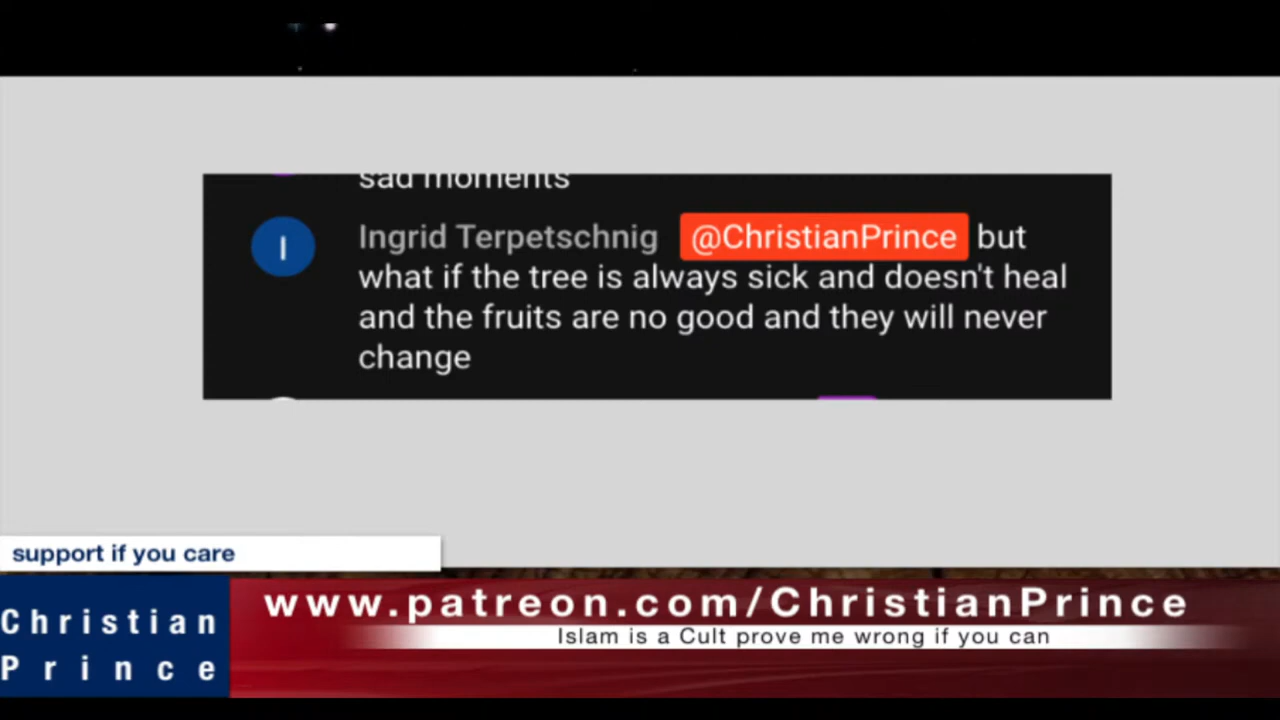 sad moments
I
Ingrid Terpetschnig @ChristianPrince but
what if the tree is always sick and doesn't heal
and the fruits are no good and they will never
change
support if you care
Christian
Prince
www.patreon.com/ChristianPrince
Islam is a Cult prove me wrong if you can